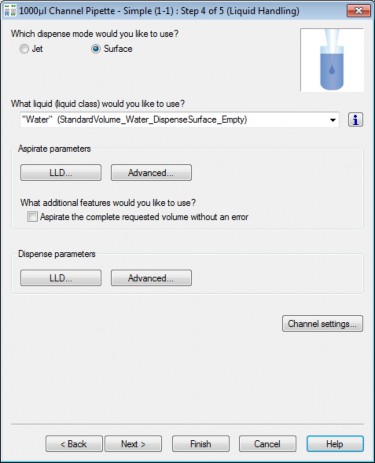 1000µl Channel Pipette - Simple (1-1) : Step 4 of 5 (Liquid Handling)
Which dispense mode would you like to use?
Jet Surface
What liquid (liquid class) would you like to use?
"Water" (StandardVolume_Water_DispenseSurface_Empty)
Aspirate parameters
LLD... Advanced...
What additional features would you like to use?
Aspirate the complete requested volume without an error
Dispense parameters
LLD... Advanced...
Channel settings...
< Back Next > Finish Cancel Help